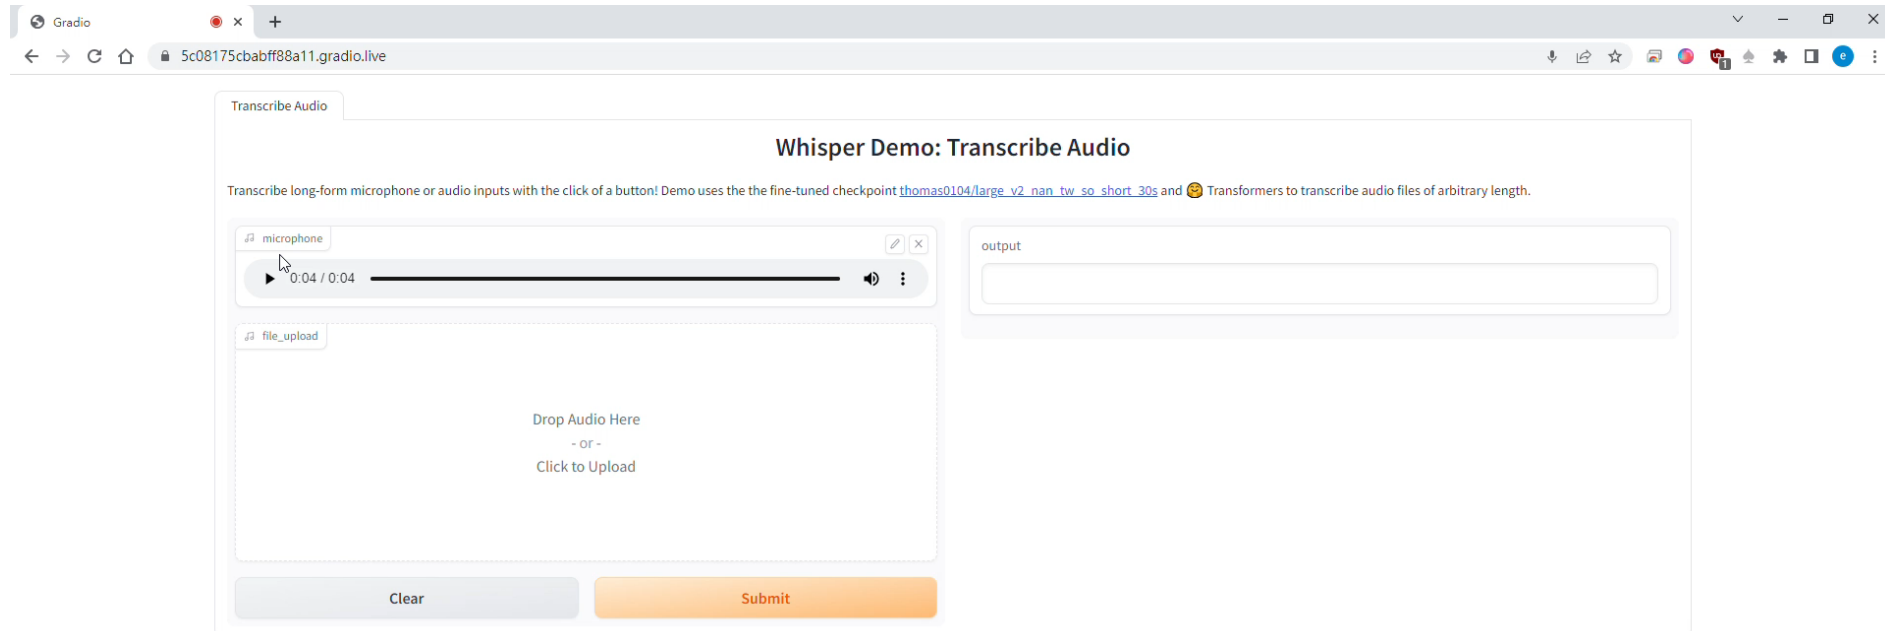 Gradio
5c08175cbabff88a11.gradio.live
1
e
Transcribe Audio
Whisper Demo: Transcribe Audio
Transcribe long-form microphone or audio inputs with the click of a button! Demo uses the the fine-tuned checkpoint thomas0104/large_v2_nan_tw_so_short_30s and 🤗 Transformers to transcribe audio files of arbitrary length.
microphone
0:04 / 0:04
output
file_upload
Drop Audio Here
- or -
Click to Upload
Clear
Submit